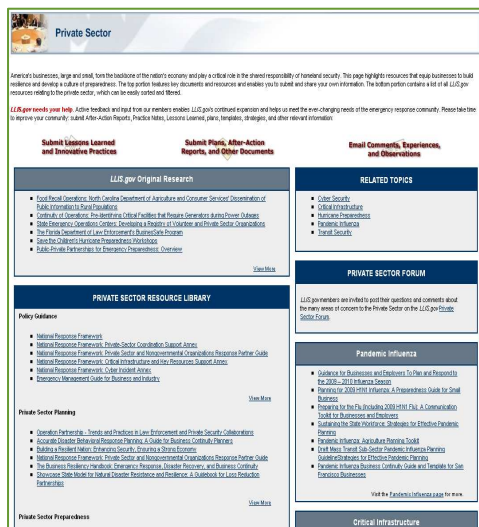 Private Sector
America's businesses, large and small, form the backbone of the nation's economy and play a critical role in the shared responsibility of homeland security. This page highlights resources that equip businesses to build
resilience and develop a culture of preparedness. The top portion features key documents and resources and enables you to submit and share your own information. The bottom portion contains a list of all LLIS.gov
resources relating to the private sector, which can be easily sorted and filtered.
LLIS.gov needs your help. Active feedback and input from our members enables LLIS.gov's continued expansion and helps us meet the ever-changing needs of the emergency response community. Please take time
to improve your community: submit After-Action Reports, Practice Notes, Lessons Learned, plans, templates, strategies, and other relevant information:
Submit Lessons Learned
and Innovative Practices
Submit Plans, After-Action
Reports, and Other Documents
Email Comments, Experiences,
and Observations
LLIS.gov Original Research
Food Recall Operations: North Carolina Department of Agriculture and Consumer Services' Dissemination of
Public Information to Rural Populations
Continuity of Operations: Pre-Identifying Critical Facilities that Require Generators during Power Outages
State Emergency Operations Centers: Developing a Registry of Volunteer and Private Sector Organizations
The Florida Department of Law Enforcement's BusinesSafe Program
Save the Children's Hurricane Preparedness Workshops
Public-Private Partnerships for Emergency Preparedness: Overview
View More
PRIVATE SECTOR RESOURCE LIBRARY
Policy Guidance
National Response Framework
National Response Framework: Private-Sector Coordination Support Annex
National Response Framework: Private Sector and Nongovernmental Organizations Response Partner Guide
National Response Framework: Critical Infrastructure and Key Resources Support Annex
National Response Framework: Cyber Incident Annex
Emergency Management Guide for Business and Industry
View More
Private Sector Planning
Operation Partnership - Trends and Practices in Law Enforcement and Private Security Collaborations
Accurate Disaster Behavioral Response Planning: A Guide for Business Continuity Planners
Building a Resilient Nation: Enhancing Security, Ensuring a Strong Economy
National Response Framework: Private Sector and Nongovernmental Organizations Response Partner Guide
The Business Resiliency Handbook: Emergency Response, Disaster Recovery, and Business Continuity
Showcase State Model for Natural Disaster Resistance and Resilience: A Guidebook for Loss Reduction
Partnerships
View More
Private Sector Preparedness
RELATED TOPICS
Cyber Security
Critical Infrastructure
Hurricane Preparedness
Pandemic Influenza
Transit Security
PRIVATE SECTOR FORUM
LLIS.gov members are invited to post their questions and comments about
the many areas of concern to the Private Sector on the LLIS.gov Private
Sector Forum.
Pandemic Influenza
Guidance for Businesses and Employers To Plan and Respond to
the 2009 – 2010 Influenza Season
Planning for 2009 H1N1 Influenza: A Preparedness Guide for Small
Business
Preparing for the Flu (Including 2009 H1N1 Flu): A Communication
Toolkit for Businesses and Employers
Sustaining the State Workforce: Strategies for Effective Pandemic
Planning
Pandemic Influenza: Agriculture Planning Toolkit
Draft Mass Transit Sub-Sector Pandemic Influenza Planning
GuidelineStrategies for Effective Pandemic Planning
Pandemic Influenza Business Continuity Guide and Template for San
Francisco Businesses
Visit the Pandemic Influenza page for more.
Critical Infrastructure